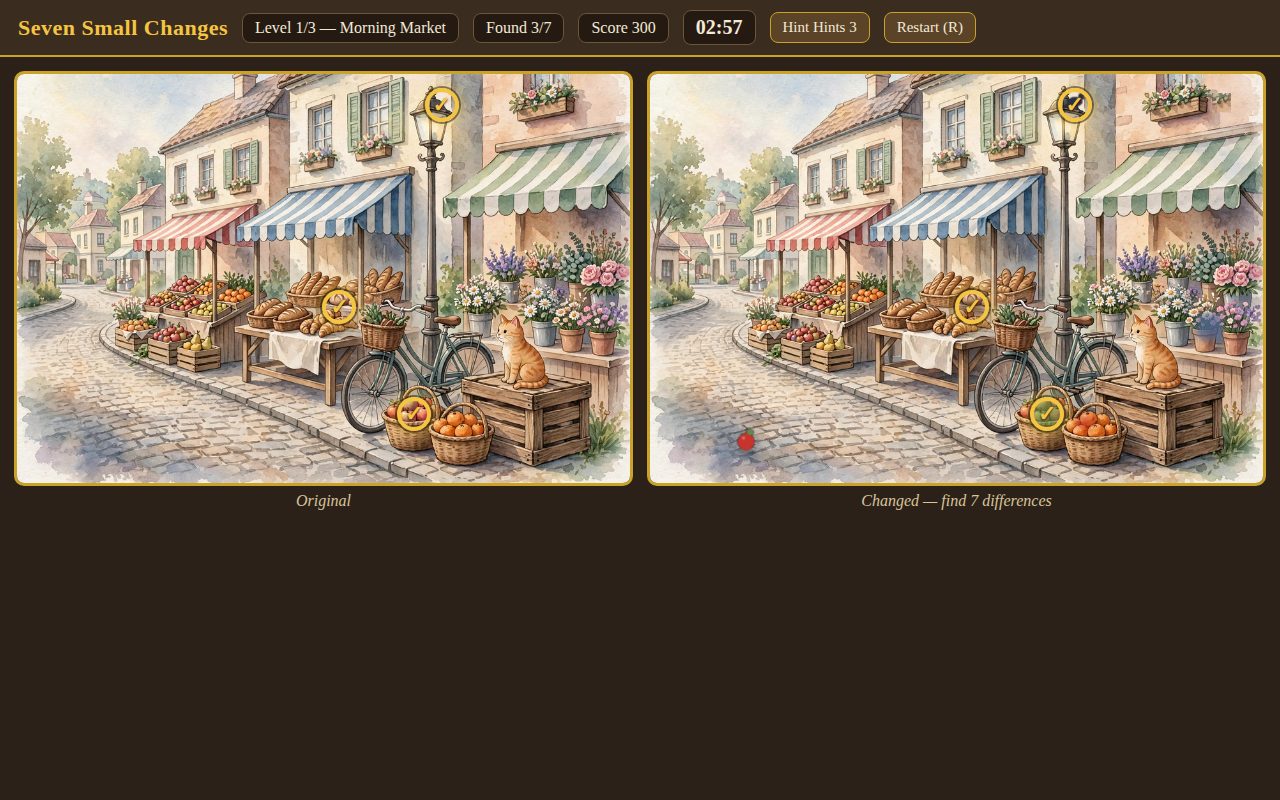 Seven Small Changes
Level 1/3 — Morning Market
Found 3/7
Score 300
02:57
Hint Hints 3
Restart (R)
Original
Changed — find 7 differences